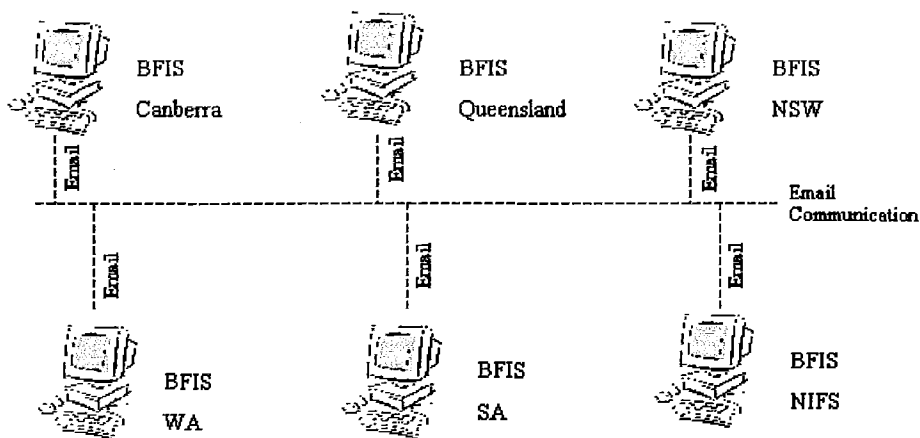 BFIS
Canberra
BFIS
Queensland
BFIS
NSW
Email
Email
Email
Email
Communication
Email
Email
Email
BFIS
WA
BFIS
SA
BFIS
NIFS